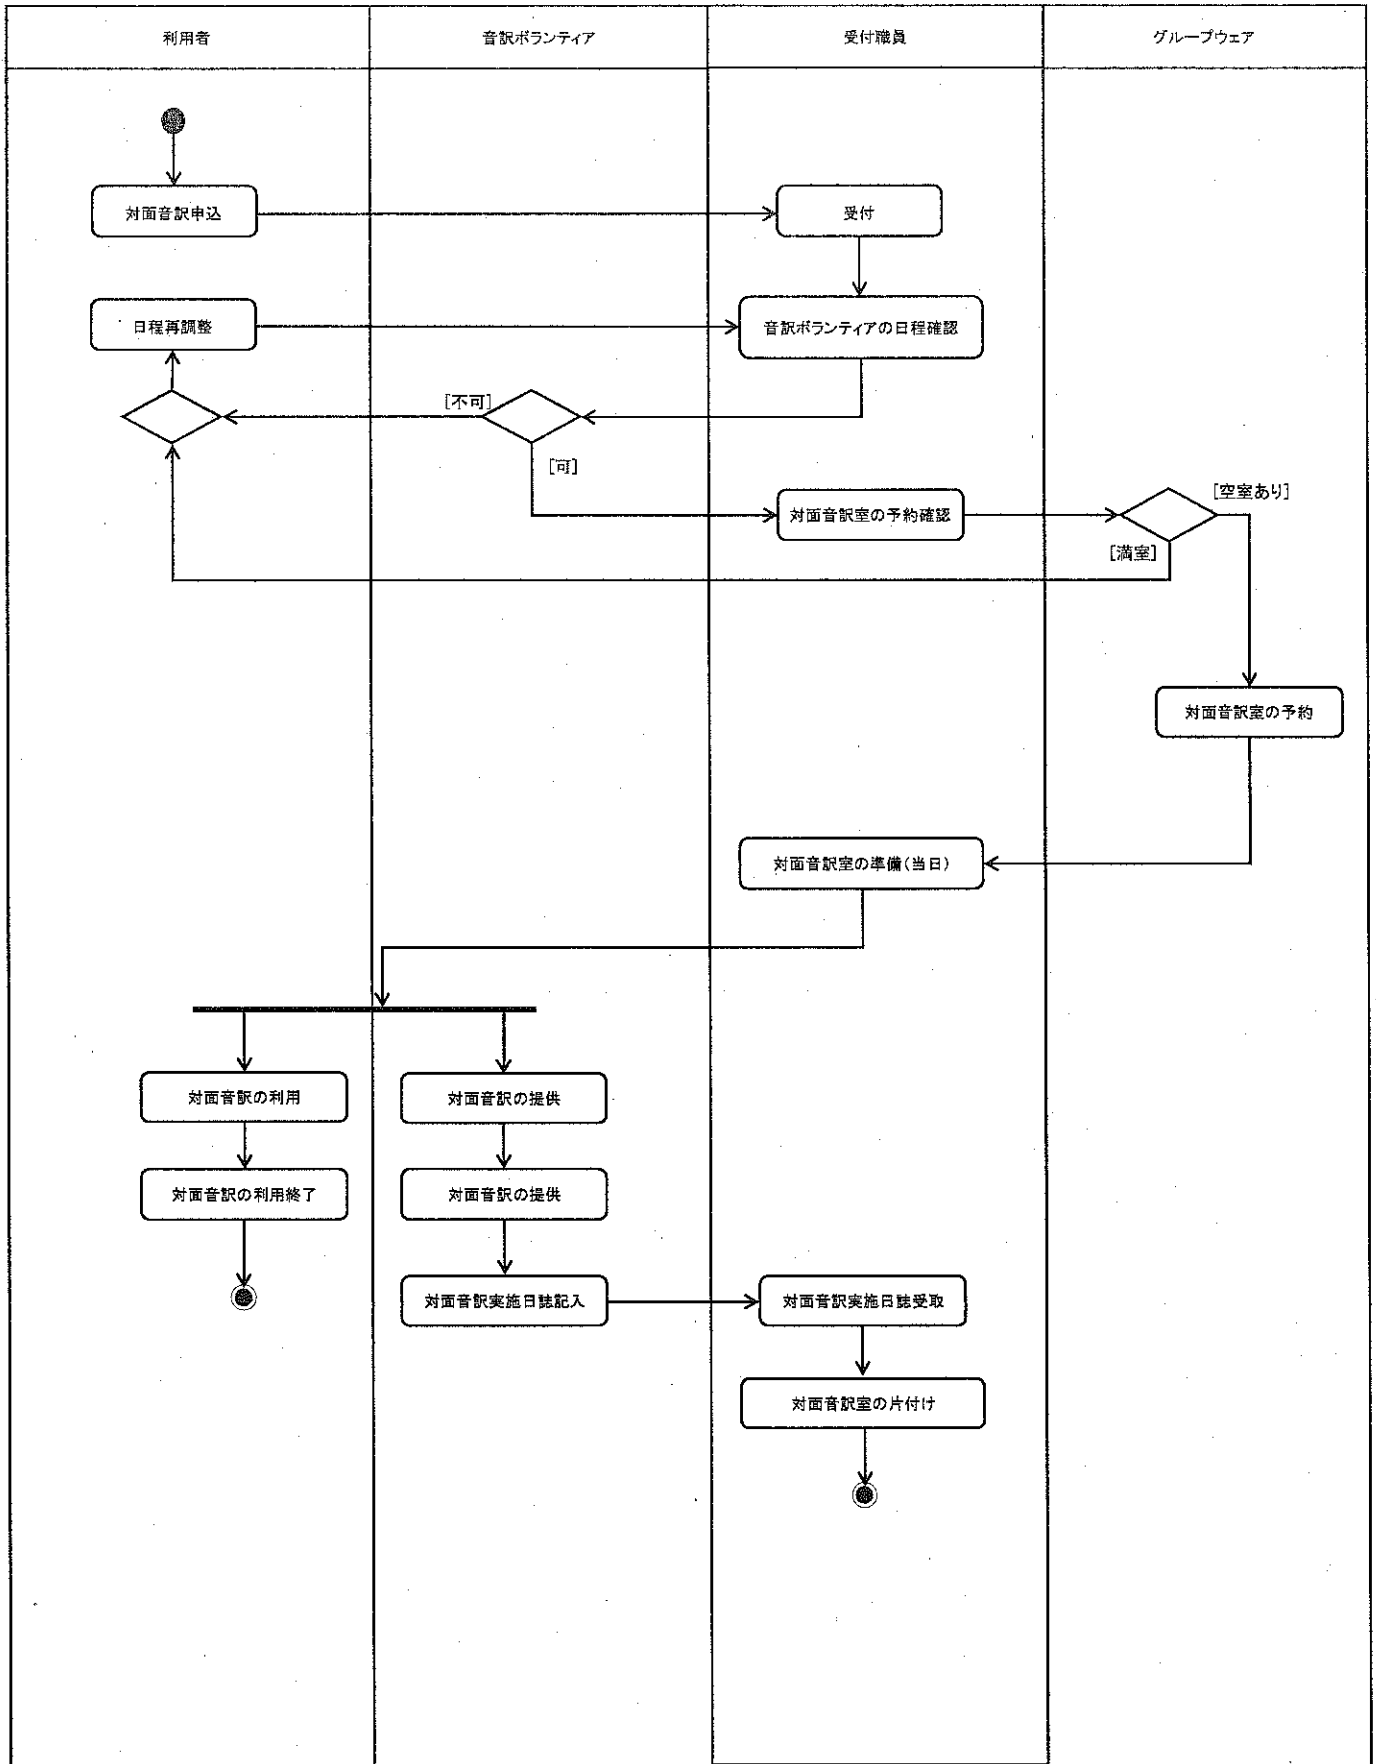 利用者
音訳ボランティア
受付職員
グループウェア
対面音訳申込
受付
日程再調整
音訳ボランティアの日程確認
[不可]
[可]
対面音訳室の予約確認
[空室あり]
[満室]
対面音訳室の予約
対面音訳室の準備(当日)
対面音訳の利用
対面音訳の提供
対面音訳の利用終了
対面音訳の提供
対面音訳実施日誌記入
対面音訳実施日誌受取
対面音訳室の片付け